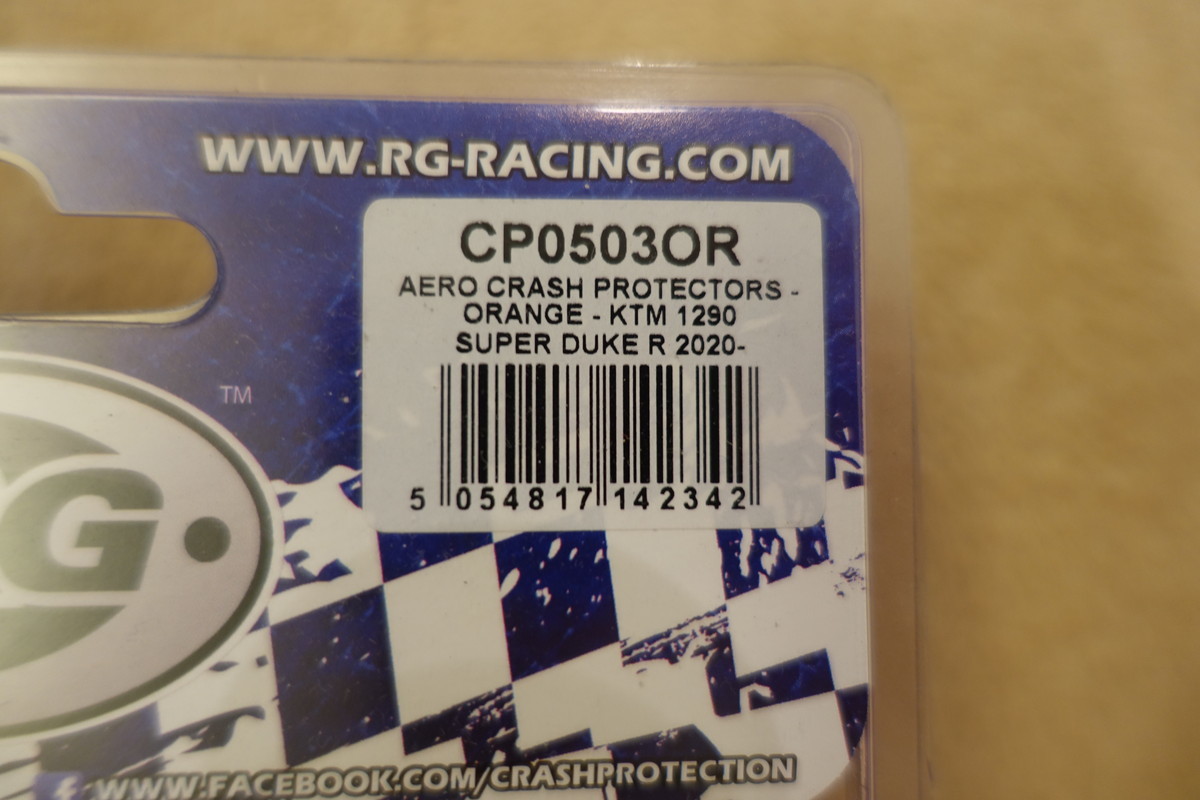 WWW.RG-RACING.COM
CP0503OR
AERO CRASH PROTECTORS -
ORANGE - KTM 1290
SUPER DUKE R 2020-
5 054817 142342
TM
G
WWW.FACEBOOK.COM/CRASHPROTECTION